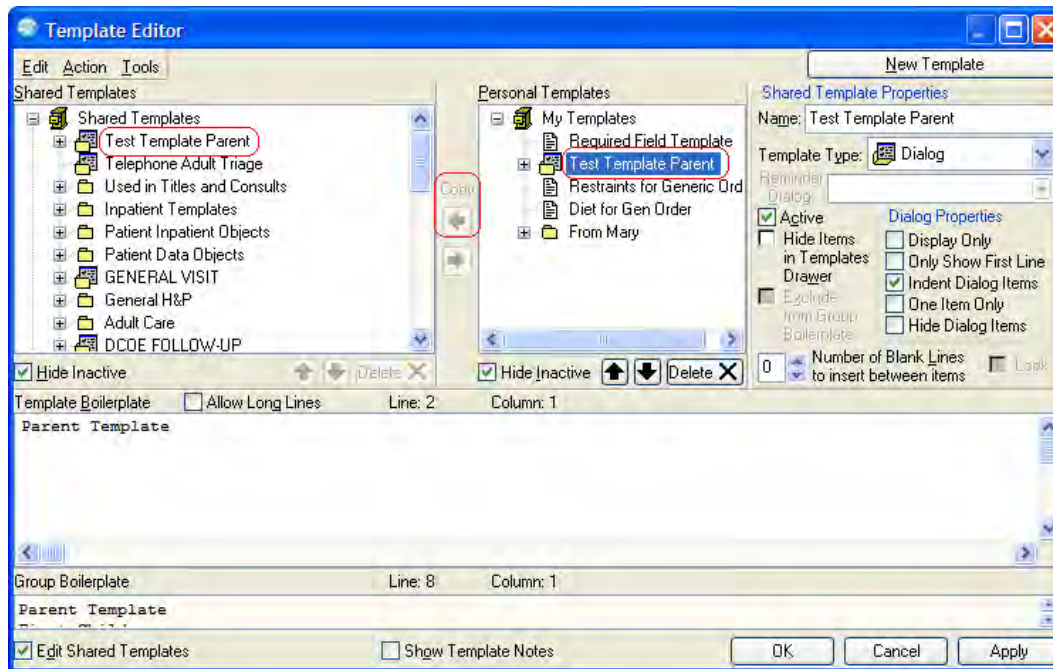 Template Editor
Edit Action Tools
New Template
Shared Templates
Shared Templates
Test Template Parent
Telephone Adult Triage
Used in Titles and Consults
Inpatient Templates
Patient Inpatient Objects
Patient Data Objects
GENERAL VISIT
General H&P
Adult Care
DCOE FOLLOW-UP
Hide Inactive
Delete
Copy
Personal Templates
My Templates
Required Field Template
Test Template Parent
Restraints for Generic Ord
Diet for Gen Order
From Mary
Hide Inactive
Delete
Shared Template Properties
Name: Test Template Parent
Template Type: Dialog
Reminder
Dialog:
Active
Hide Items
in Templates
Drawer
Exclude
from Group
Boilerplate
Dialog Properties
Display Only
Only Show First Line
Indent Dialog Items
One Item Only
Hide Dialog Items
0 Number of Blank Lines
to insert between items
Lock
Template Boilerplate Allow Long Lines Line: 2 Column: 1
Parent Template
Group Boilerplate Line: 8 Column: 1
Parent Template
Edit Shared Templates Show Template Notes OK Cancel Apply